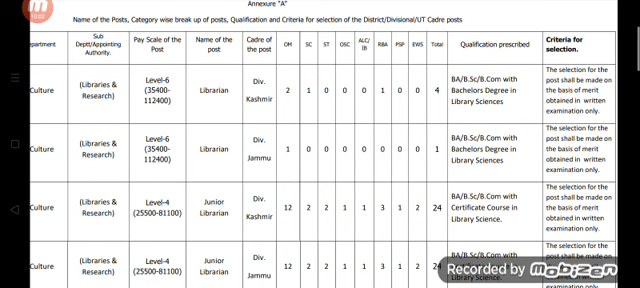 Annexure "A"
Name of the Posts, Category wise break up of posts, Qualification and Criteria for selection of the District/Divisional/UT Cadre posts
epartment Sub Deptt/Appointing Authority. Pay Scale of the Post Name of the post Cadre of the post OM SC ST OSC ALC/ IB RBA PSP EWS Total Qualification prescribed Criteria for selection.
Culture (Libraries & Research) Level-6 (35400-112400) Librarian Div. Kashmir 2 1 0 0 0 1 0 0 4 BA/B.Sc/B.Com with Bachelors Degree in Library Sciences The selection for the post shall be made on the basis of merit obtained in written examination only.
Culture (Libraries & Research) Level-6 (35400-112400) Librarian Div. Jammu 1 0 0 0 0 0 0 0 1 BA/B.Sc/B.Com with Bachelors Degree in Library Sciences The selection for the post shall be made on the basis of merit obtained in written examination only.
Culture (Libraries & Research) Level-4 (25500-81100) Junior Librarian Div. Kashmir 12 2 2 1 1 3 1 2 24 BA/B.Sc/B.Com with Certificate Course in Library Science. The selection for the post shall be made on the basis of merit obtained in written examination only.
Culture (Libraries & Research) Level-4 (25500-81100) Junior Librarian Div. Jammu 12 2 2 1 1 3 1 2 24 BA/B.Sc/B.Com with Library Science. The selection for the post shall be made on the basis of merit
Recorded by Mobizen